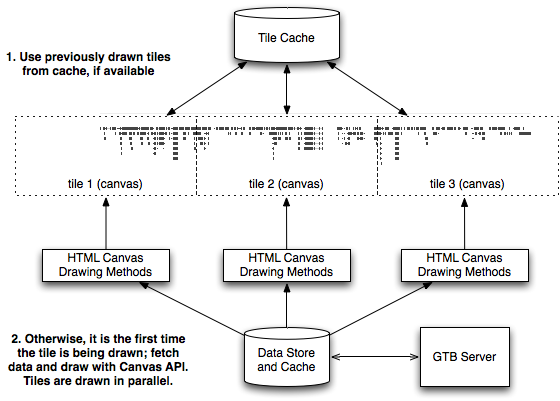 Tile Cache
1. Use previously drawn tiles
from cache, if available
tile 1 (canvas)
tile 2 (canvas)
tile 3 (canvas)
HTML Canvas
Drawing Methods
HTML Canvas
Drawing Methods
HTML Canvas
Drawing Methods
2. Otherwise, it is the first time
the tile is being drawn; fetch
data and draw with Canvas API.
Tiles are drawn in parallel.
Data Store
and Cache
GTB Server